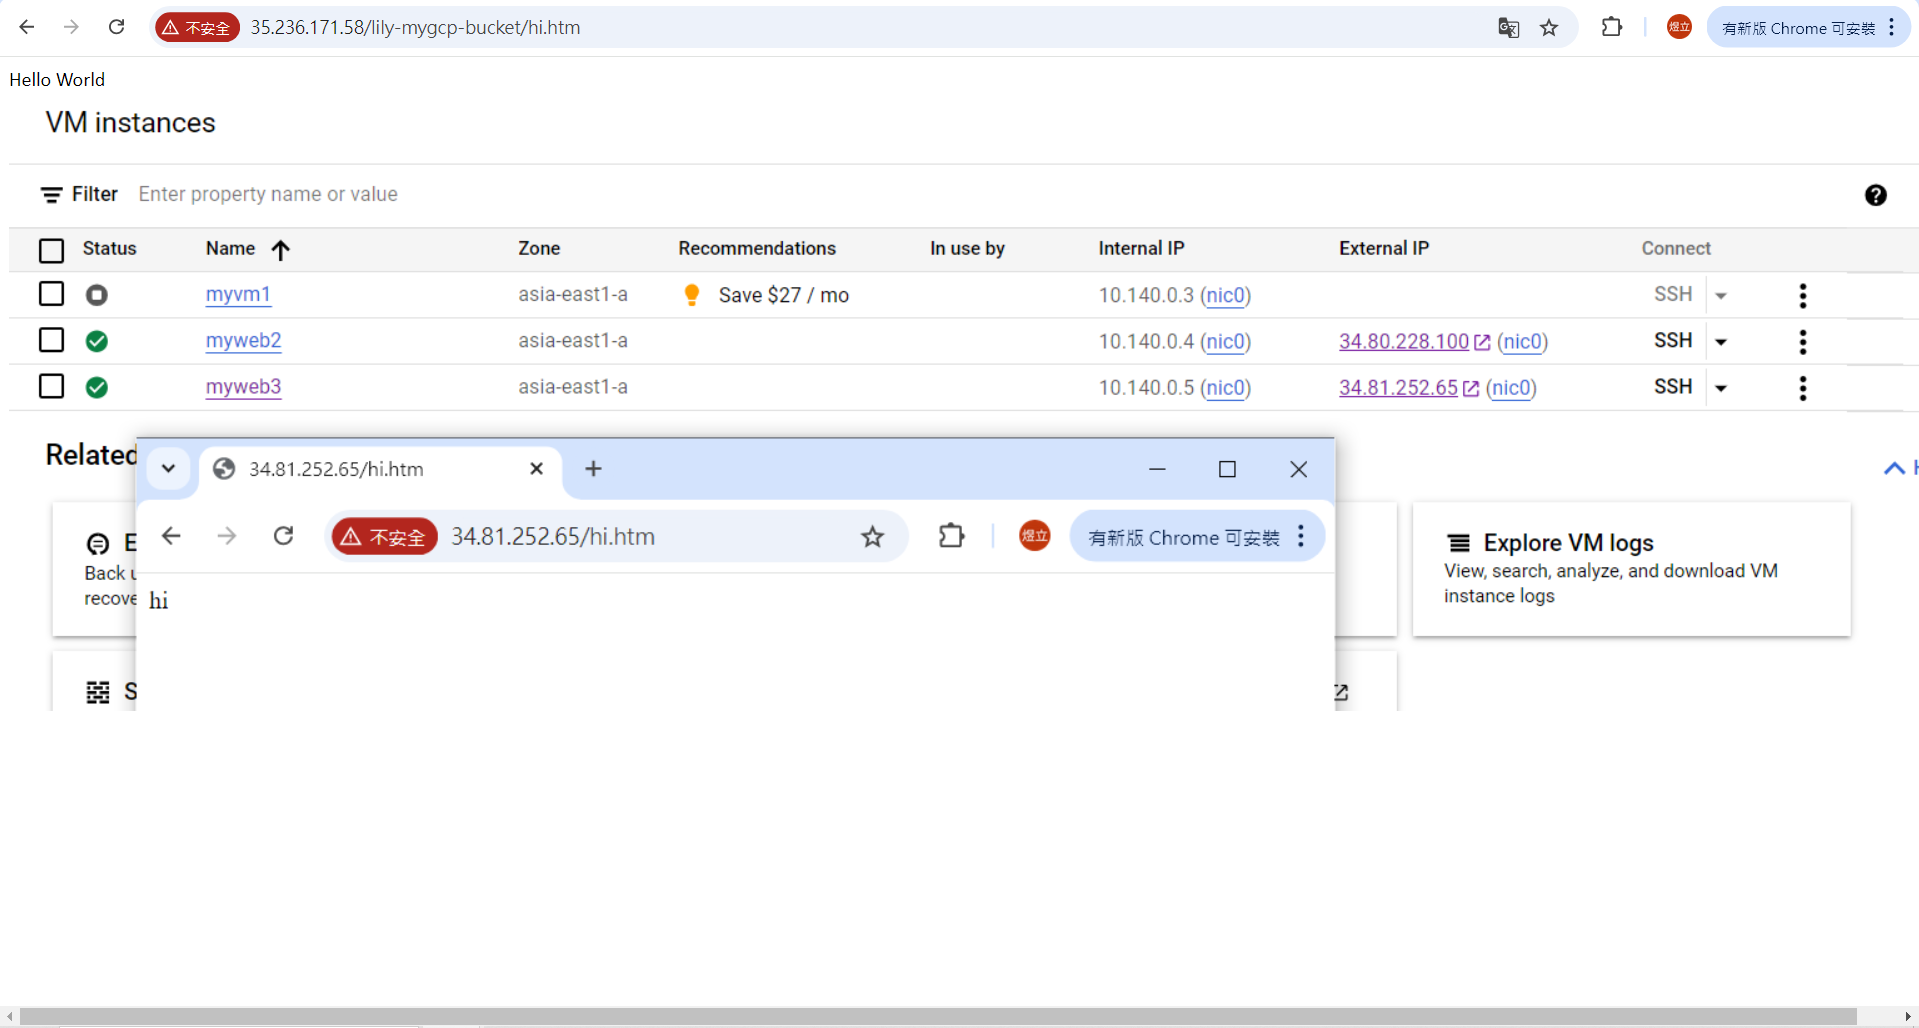 不安全 35.236.171.58/lily-mygcp-bucket/hi.htm 煜立 有新版 Chrome 可安裝
Hello World
VM instances
Filter Enter property name or value
Status Name Zone Recommendations In use by Internal IP External IP Connect
myvm1 asia-east1-a Save $27 / mo 10.140.0.3 (nic0) SSH
myweb2 asia-east1-a 10.140.0.4 (nic0) 34.80.228.100 (nic0) SSH
myweb3 asia-east1-a 10.140.0.5 (nic0) 34.81.252.65 (nic0) SSH
Related
34.81.252.65/hi.htm
不安全 34.81.252.65/hi.htm 煜立 有新版 Chrome 可安裝
hi
Explore VM logs
View, search, analyze, and download VM
instance logs
E
Back u
recove
S